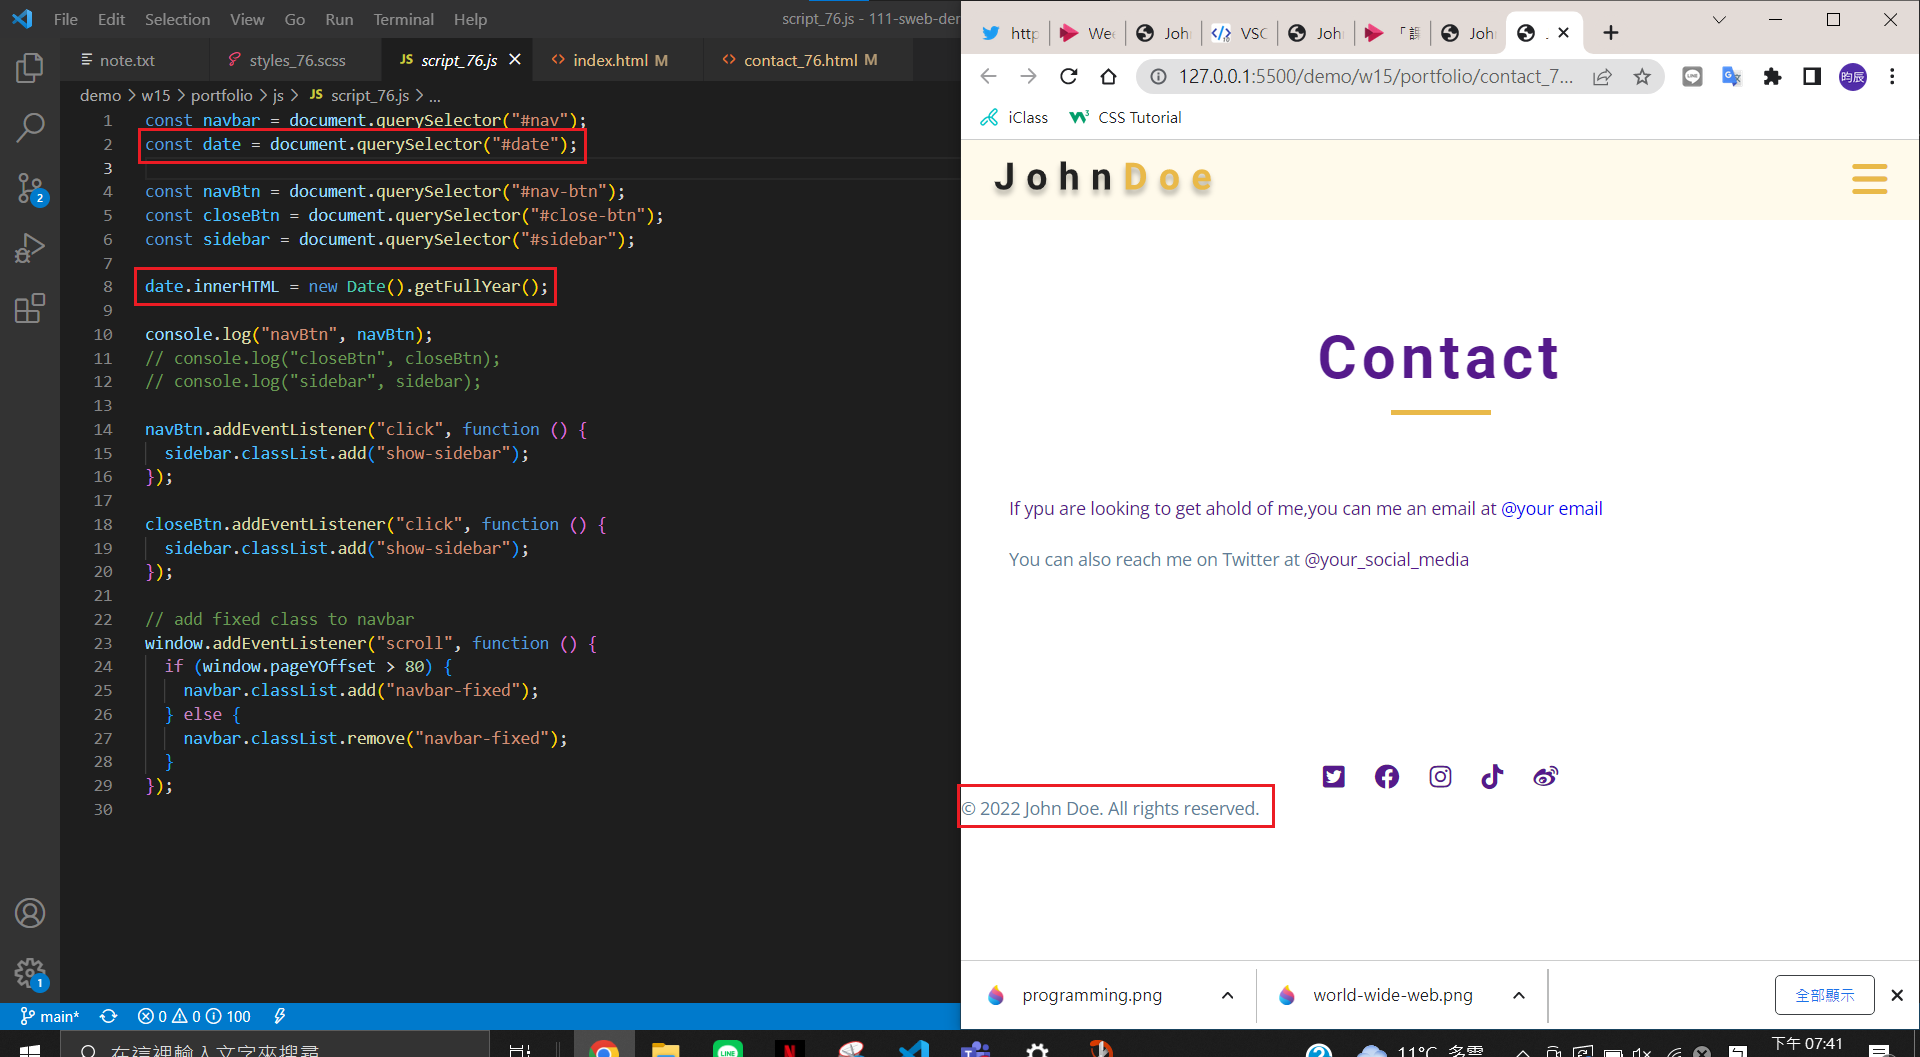 File Edit Selection View Go Run Terminal Help script_76.js - 111-sweb-der
note.txt styles_76.scss JS script_76.js index.html M contact_76.html M
demo > w15 > portfolio > js > JS script_76.js > ...
1 const navbar = document.querySelector("#nav");
2 const date = document.querySelector("#date");
3
4 const navBtn = document.querySelector("#nav-btn");
5 const closeBtn = document.querySelector("#close-btn");
6 const sidebar = document.querySelector("#sidebar");
7
8 date.innerHTML = new Date().getFullYear();
9
10 console.log("navBtn", navBtn);
11 // console.log("closeBtn", closeBtn);
12 // console.log("sidebar", sidebar);
13
14 navBtn.addEventListener("click", function () {
15 sidebar.classList.add("show-sidebar");
16 });
17
18 closeBtn.addEventListener("click", function () {
19 sidebar.classList.add("show-sidebar");
20 });
21
22 // add fixed class to navbar
23 window.addEventListener("scroll", function () {
24 if (window.pageYOffset > 80) {
25 navbar.classList.add("navbar-fixed");
26 } else {
27 navbar.classList.remove("navbar-fixed");
28 }
29 });
30
2
1
main* 0 0 100
http We Joh VSC Joh Joh
127.0.0.1:5500/demo/w15/portfolio/contact_7... 昀辰
iClass CSS Tutorial
JohnDoe
Contact
If ypu are looking to get ahold of me,you can me an email at @your email
You can also reach me on Twitter at @your_social_media
© 2022 John Doe. All rights reserved.
programming.png world-wide-web.png 全部顯示
在這裡輸入文字來搜尋 LINE N 11°C 多雲 下午 07:41